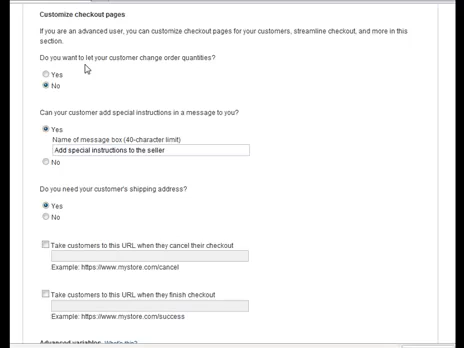 Customize checkout pages
If you are an advanced user, you can customize checkout pages for your customers, streamline checkout, and more in this
section.
Do you want to let your customer change order quantities?
Yes
No
Can your customer add special instructions in a message to you?
Yes
Name of message box (40-character limit)
Add special instructions to the seller
No
Do you need your customer's shipping address?
Yes
No
Take customers to this URL when they cancel their checkout
Example: https://www.mystore.com/cancel
Take customers to this URL when they finish checkout
Example: https://www.mystore.com/success
Advanced variables What's this?